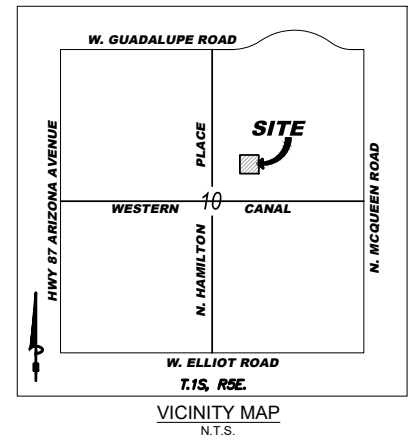 W. GUADALUPE ROAD
SITE
PLACE
HWY 87 ARIZONA AVENUE
N. MCQUEEN ROAD
10
WESTERN CANAL
N. HAMILTON
W. ELLIOT ROAD
T.1S, R5E.
VICINITY MAP
N.T.S.